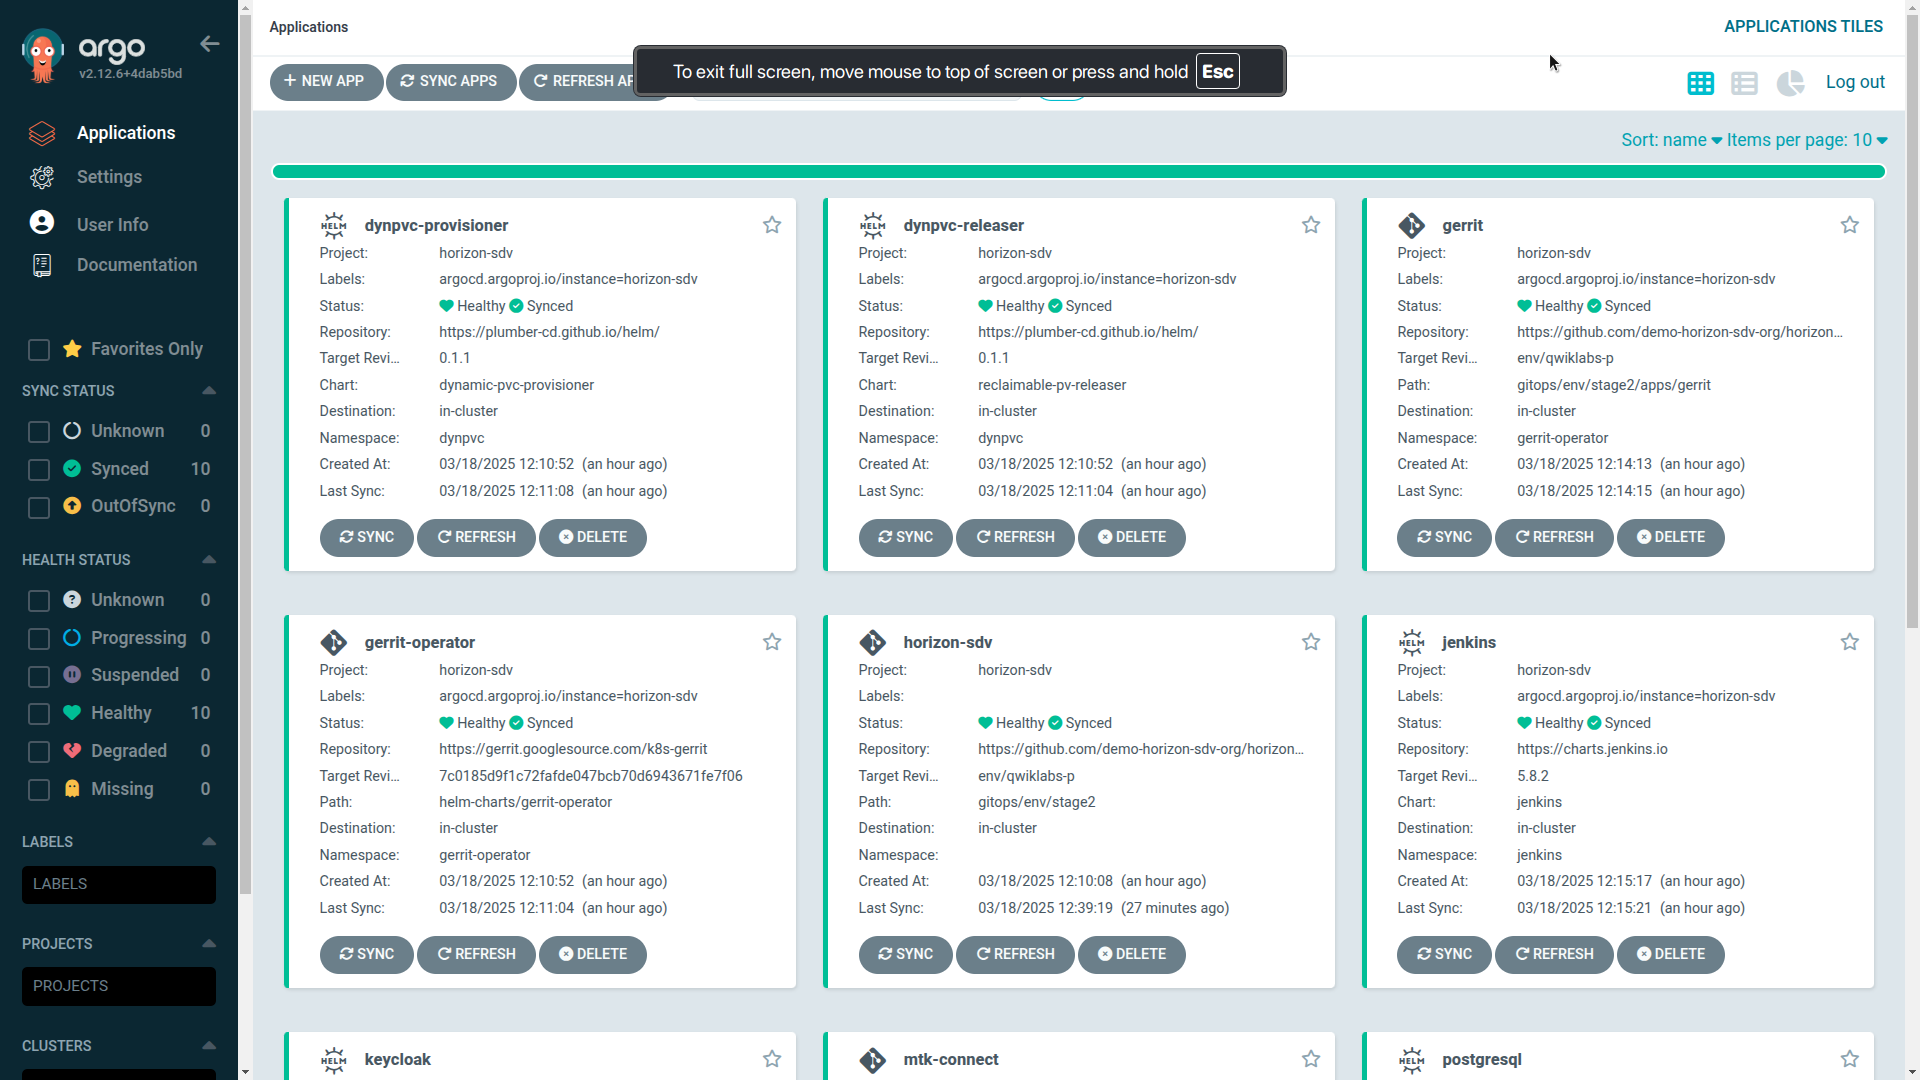 argo
v2.12.6+4dab5bd
Applications
Settings
User Info
Documentation
Favorites Only
SYNC STATUS
Unknown 0
Synced 10
OutOfSync 0
HEALTH STATUS
Unknown 0
Progressing 0
Suspended 0
Healthy 10
Degraded 0
Missing 0
LABELS
LABELS
PROJECTS
PROJECTS
CLUSTERS
Applications
APPLICATIONS TILES
NEW APP
SYNC APPS
REFRESH AP
To exit full screen, move mouse to top of screen or press and hold Esc
Log out
Sort: name Items per page: 10
HELM
dynpvc-provisioner
Project: horizon-sdv
Labels: argocd.argoproj.io/instance=horizon-sdv
Status: Healthy Synced
Repository: https://plumber-cd.github.io/helm/
Target Revi... 0.1.1
Chart: dynamic-pvc-provisioner
Destination: in-cluster
Namespace: dynpvc
Created At: 03/18/2025 12:10:52 (an hour ago)
Last Sync: 03/18/2025 12:11:08 (an hour ago)
SYNC REFRESH DELETE
HELM
dynpvc-releaser
Project: horizon-sdv
Labels: argocd.argoproj.io/instance=horizon-sdv
Status: Healthy Synced
Repository: https://plumber-cd.github.io/helm/
Target Revi... 0.1.1
Chart: reclaimable-pv-releaser
Destination: in-cluster
Namespace: dynpvc
Created At: 03/18/2025 12:10:52 (an hour ago)
Last Sync: 03/18/2025 12:11:04 (an hour ago)
SYNC REFRESH DELETE
gerrit
Project: horizon-sdv
Labels: argocd.argoproj.io/instance=horizon-sdv
Status: Healthy Synced
Repository: https://github.com/demo-horizon-sdv-org/horizon...
Target Revi... env/qwiklabs-p
Path: gitops/env/stage2/apps/gerrit
Destination: in-cluster
Namespace: gerrit-operator
Created At: 03/18/2025 12:14:13 (an hour ago)
Last Sync: 03/18/2025 12:14:15 (an hour ago)
SYNC REFRESH DELETE
gerrit-operator
Project: horizon-sdv
Labels: argocd.argoproj.io/instance=horizon-sdv
Status: Healthy Synced
Repository: https://gerrit.googlesource.com/k8s-gerrit
Target Revi... 7c0185d9f1c72fafde047bcb70d6943671fe7f06
Path: helm-charts/gerrit-operator
Destination: in-cluster
Namespace: gerrit-operator
Created At: 03/18/2025 12:10:52 (an hour ago)
Last Sync: 03/18/2025 12:11:04 (an hour ago)
SYNC REFRESH DELETE
horizon-sdv
Project: horizon-sdv
Labels:
Status: Healthy Synced
Repository: https://github.com/demo-horizon-sdv-org/horizon...
Target Revi... env/qwiklabs-p
Path: gitops/env/stage2
Destination: in-cluster
Namespace:
Created At: 03/18/2025 12:10:08 (an hour ago)
Last Sync: 03/18/2025 12:39:19 (27 minutes ago)
SYNC REFRESH DELETE
HELM
jenkins
Project: horizon-sdv
Labels: argocd.argoproj.io/instance=horizon-sdv
Status: Healthy Synced
Repository: https://charts.jenkins.io
Target Revi... 5.8.2
Chart: jenkins
Destination: in-cluster
Namespace: jenkins
Created At: 03/18/2025 12:15:17 (an hour ago)
Last Sync: 03/18/2025 12:15:21 (an hour ago)
SYNC REFRESH DELETE
HELM
keycloak
mtk-connect
HELM
postgresql